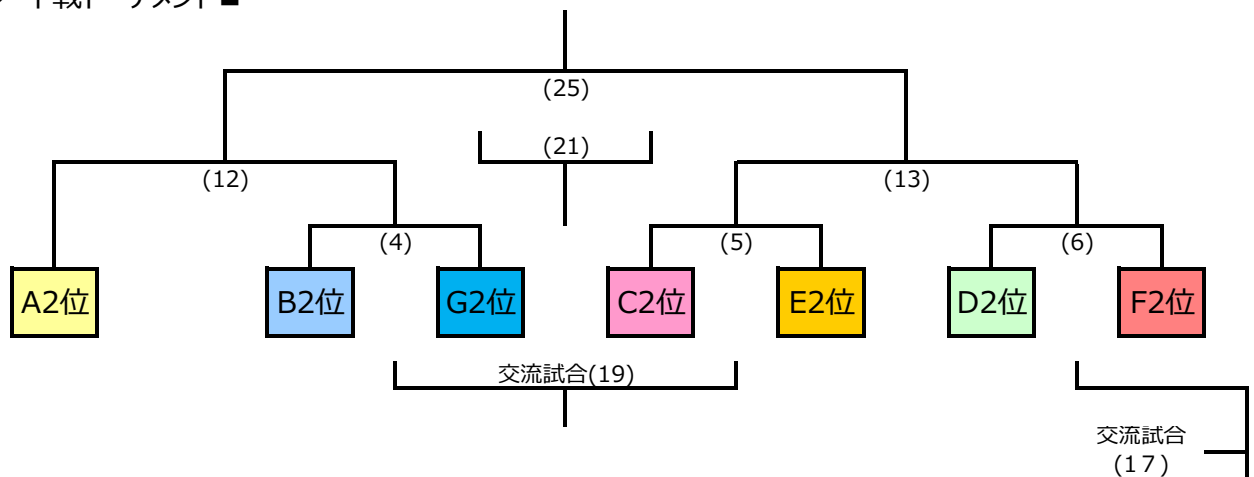 (25)
(21)
(12)
(13)
(4)
(5)
(6)
A2位
B2位
G2位
C2位
E2位
D2位
F2位
交流試合(19)
交流試合
(17)